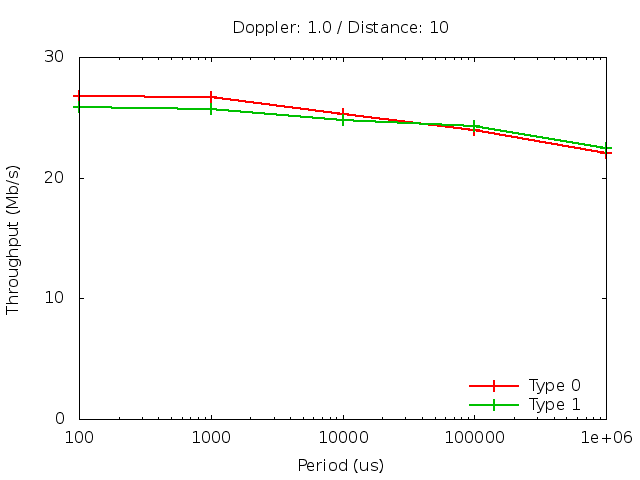 Doppler: 1.0 / Distance: 10
30
20
10
0
Throughput (Mb/s)
100 1000 10000 100000 1e+06
Period (us)
Type 0
Type 1